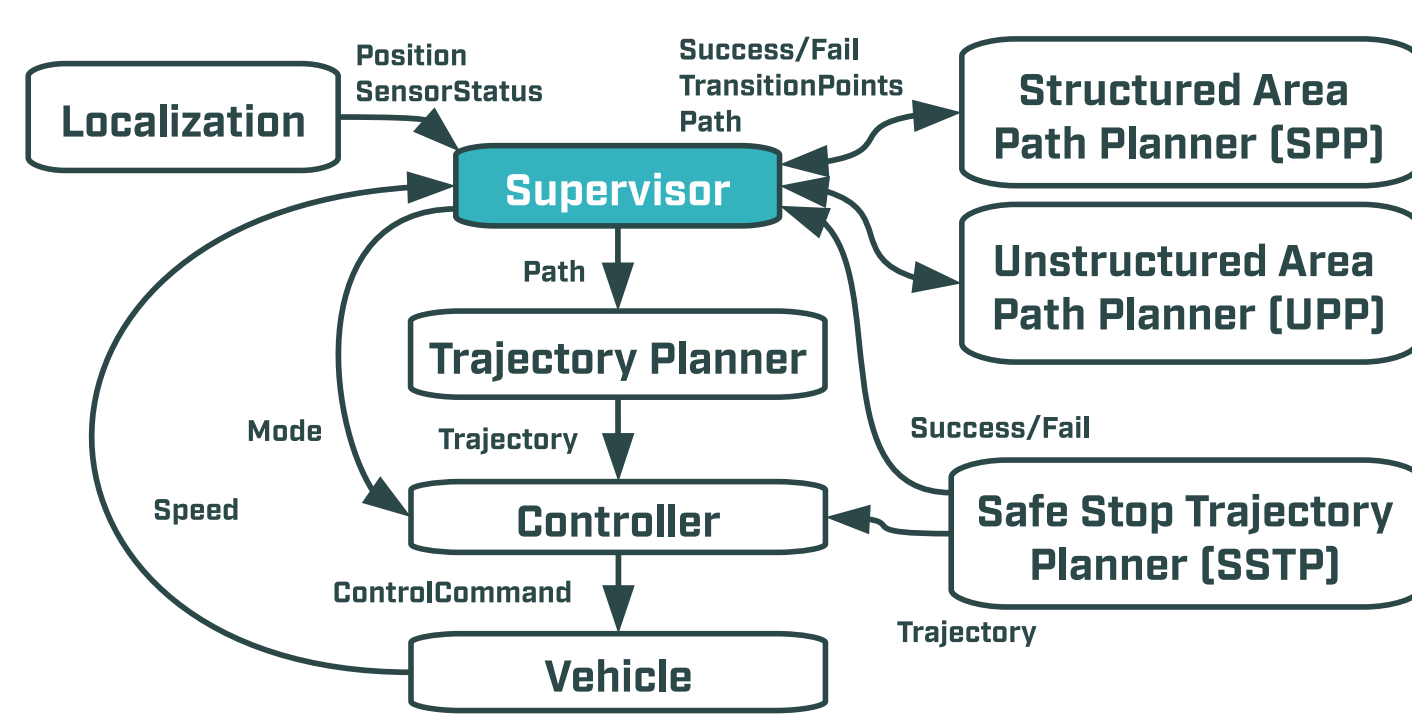 Position
SensorStatus
Localization
Success/Fail
TransitionPoints
Path
Structured Area
Path Planner (SPP)
Supervisor
Unstructured Area
Path Planner (UPP)
Path
Trajectory Planner
Mode
Trajectory
Success/Fail
Speed
Controller
Safe Stop Trajectory
Planner (SSTP)
ControlCommand
Trajectory
Vehicle